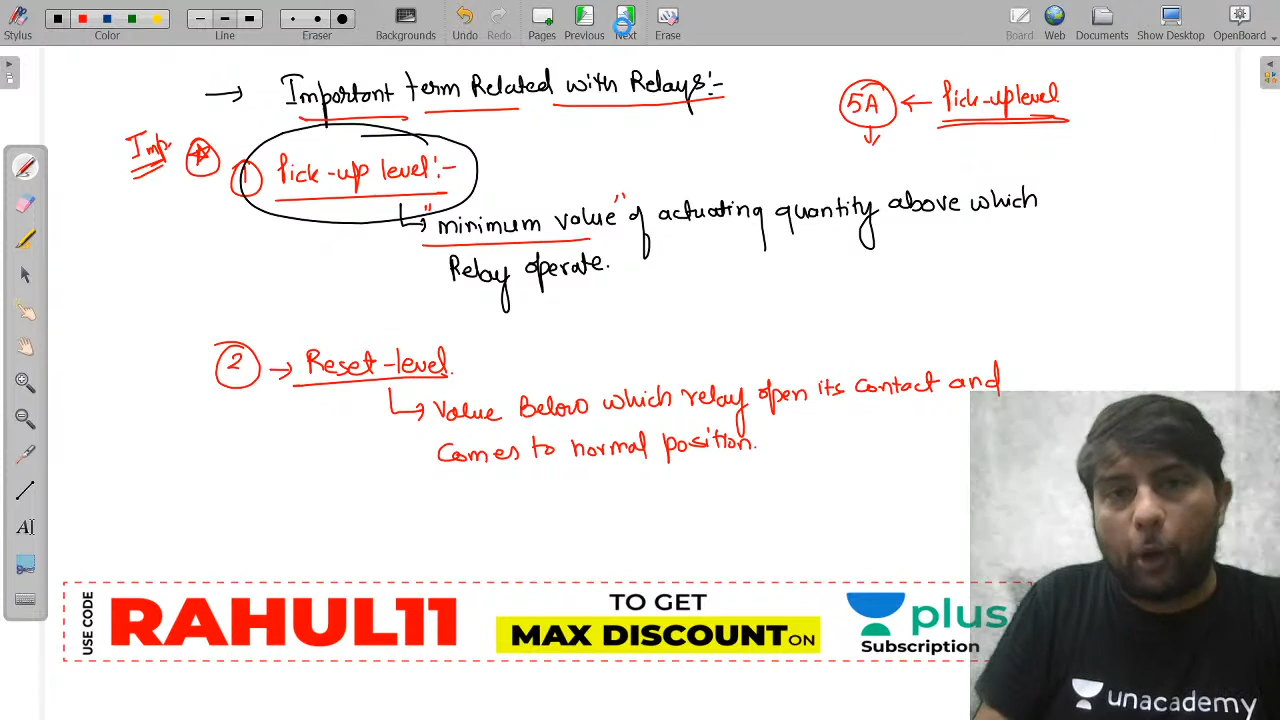 Stylus
Color
Line
Eraser
Backgrounds
Undo
Redo
Pages
Previous
Next
Erase
Board
Web
Documents
Show Desktop
OpenBoard
→ Important term Related with Relays:-
5A ← Pick-up level
Imp
① Pick-up level:-
"minimum value" of actuating quantity above which
Relay operate.
② → Reset-level.
Value Below which relay open its contact and
Comes to normal position.
USE CODE
RAHUL11
TO GET
MAX DISCOUNT ON
plus
Subscription
unacademy